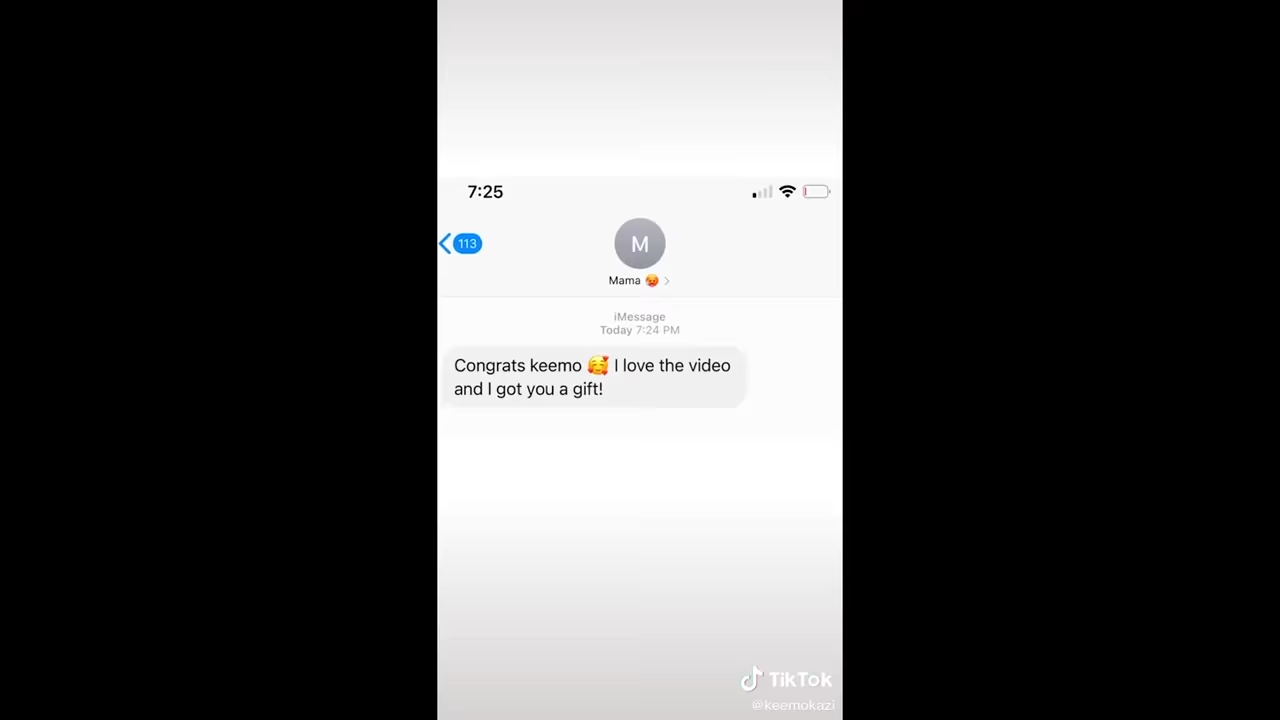 7:25
113
M
Mama 🥵
iMessage
Today 7:24 PM
Congrats keemo 🥰 I love the video
and I got you a gift!
TikTok
@keemokazi